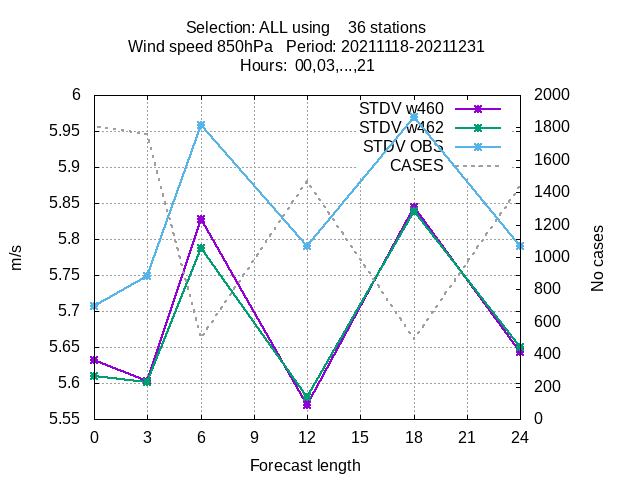 Selection: ALL using    36 stations
Wind speed 850hPa   Period: 20211118-20211231
Hours:  00,03,...,21
STDV w460
STDV w462
STDV OBS
CASES
6
5.95
5.9
5.85
5.8
5.75
5.7
5.65
5.6
5.55
m/s
2000
1800
1600
1400
1200
1000
800
600
400
200
0
No cases
0 3 6 9 12 15 18 21 24
Forecast length